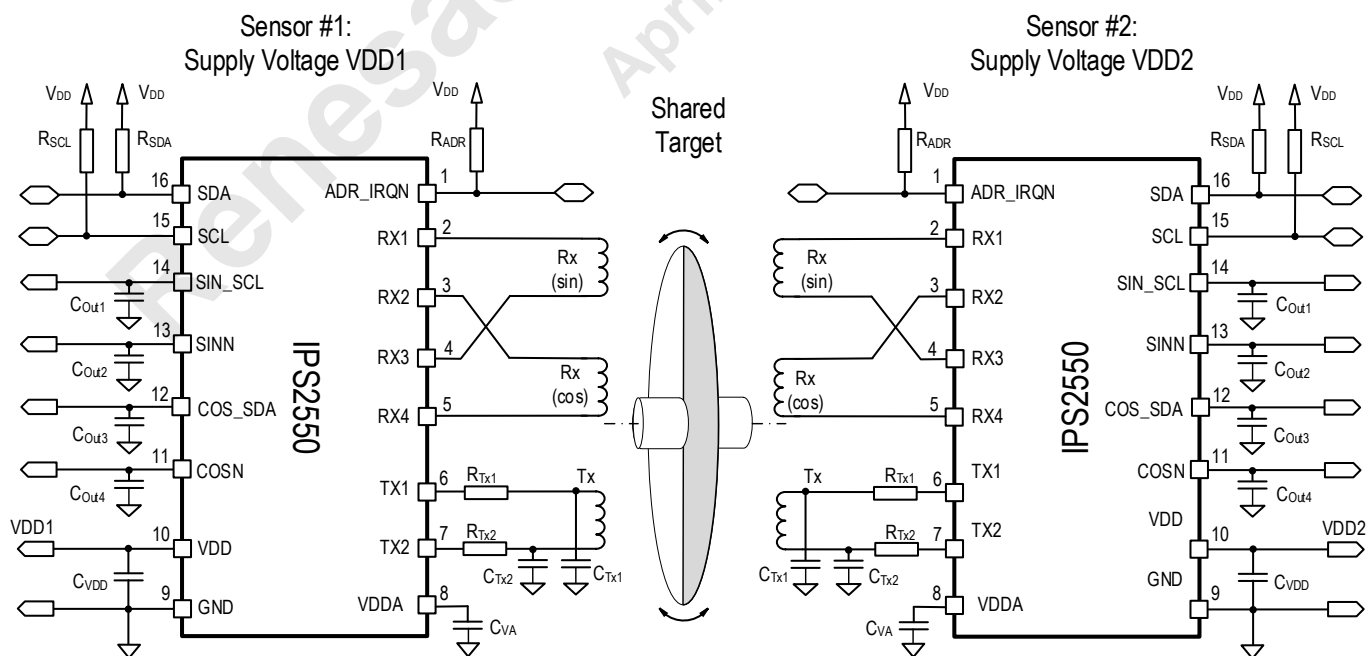 Sensor #1:
Supply Voltage VDD1
Sensor #2:
Supply Voltage VDD2
Shared
Target
VDD
VDD
RSCL
RSDA
VDD
RADR
16
SDA
15
SCL
14
SIN_SCL
COut1
13
SINN
COut2
12
COS_SDA
COut3
11
COSN
COut4
VDD1
10
VDD
CVDD
9
GND
IPS2550
1
ADR_IRQN
2
RX1
3
RX2
4
RX3
5
RX4
6
TX1
7
TX2
8
VDDA
Rx
(sin)
Rx
(cos)
RTx1
Tx
RTx2
CTx2
CTx1
CVA
VDD
RADR
VDD
VDD
RSDA
RSCL
1
ADR_IRQN
2
RX1
3
RX2
4
RX3
5
RX4
6
TX1
7
TX2
8
VDDA
Rx
(sin)
Rx
(cos)
Tx
RTx1
RTx2
CTx1
CTx2
CVA
IPS2550
16
SDA
15
SCL
14
SIN_SCL
COut1
13
SINN
COut2
12
COS_SDA
COut3
11
COSN
COut4
VDD
10
VDD2
CVDD
GND
9